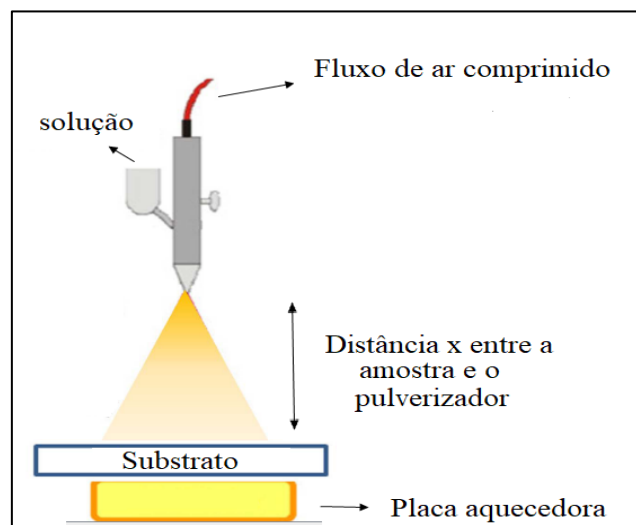 Fluxo de ar comprimido
solução
Distância x entre a
amostra e o
pulverizador
Substrato
Placa aquecedora